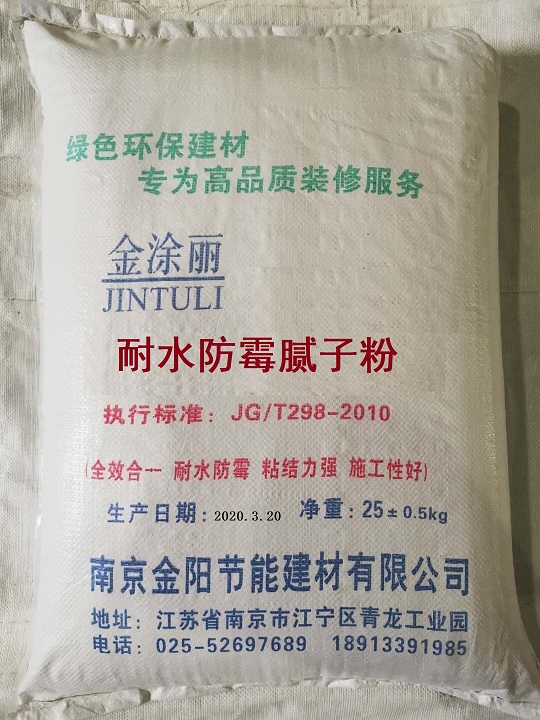 绿色环保建材
专为高品质装修服务
金涂丽
JINTULI
耐水防霉腻子粉
执行标准：JG/T298-2010
(全效合一 耐水防霉 粘结力强 施工性好)
生产日期：2020.3.20 净重：25±0.5kg
南京金阳节能建材有限公司
地址：江苏省南京市江宁区青龙工业园
电话：025-52697689 18913391985